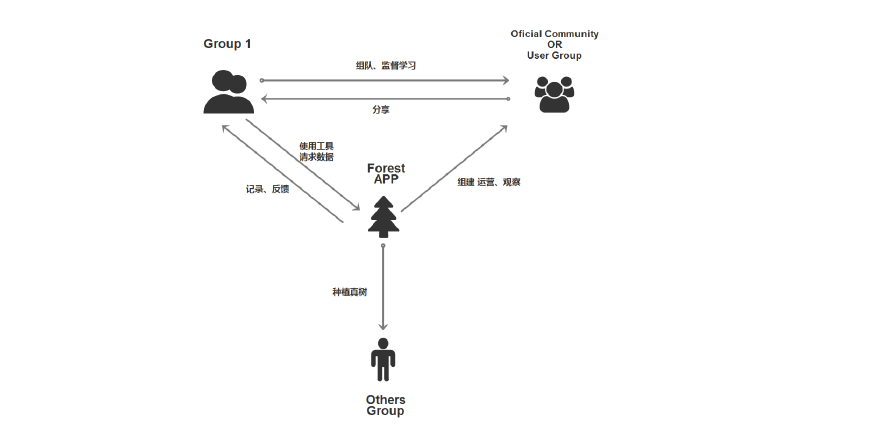 Group 1
Oficial Community
OR
User Group
组队、监督学习
分享
使用工具
请求数据
记录、反馈
Forest
APP
组建 运营、观察
种植真树
Others
Group